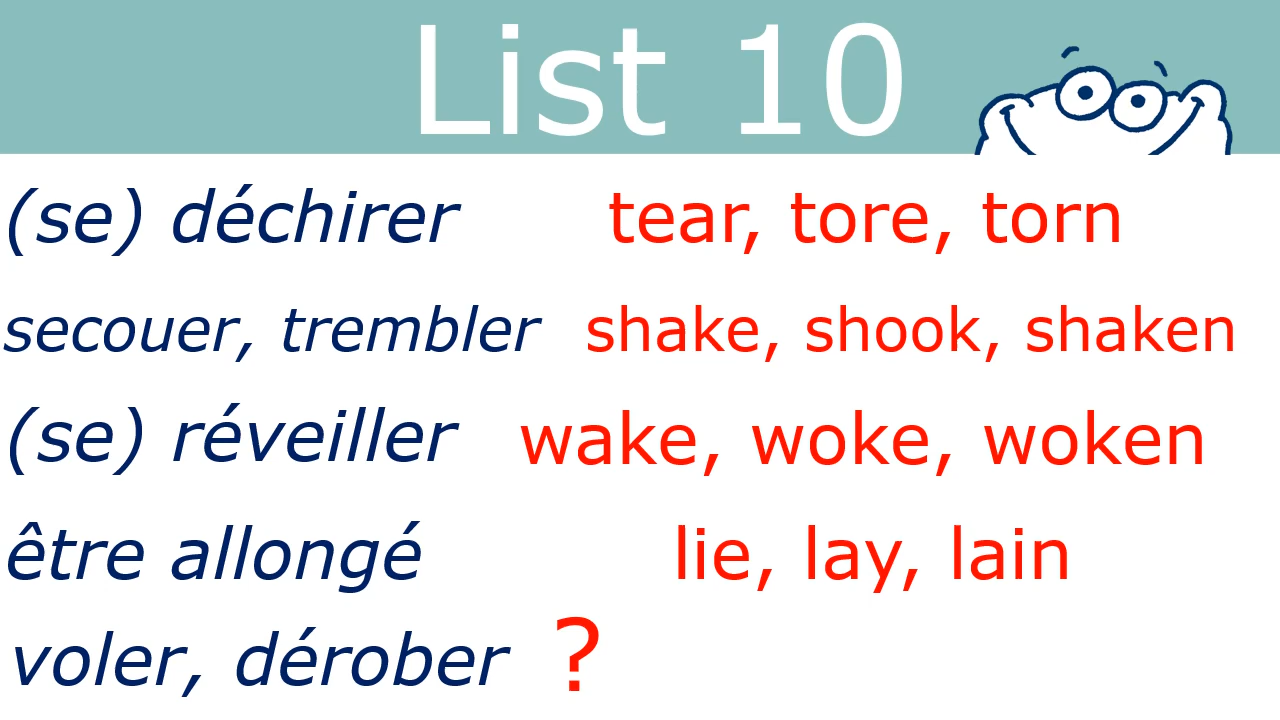 List 10
(se) déchirer tear, tore, torn
secouer, trembler shake, shook, shaken
(se) réveiller wake, woke, woken
être allongé lie, lay, lain
voler, dérober ?